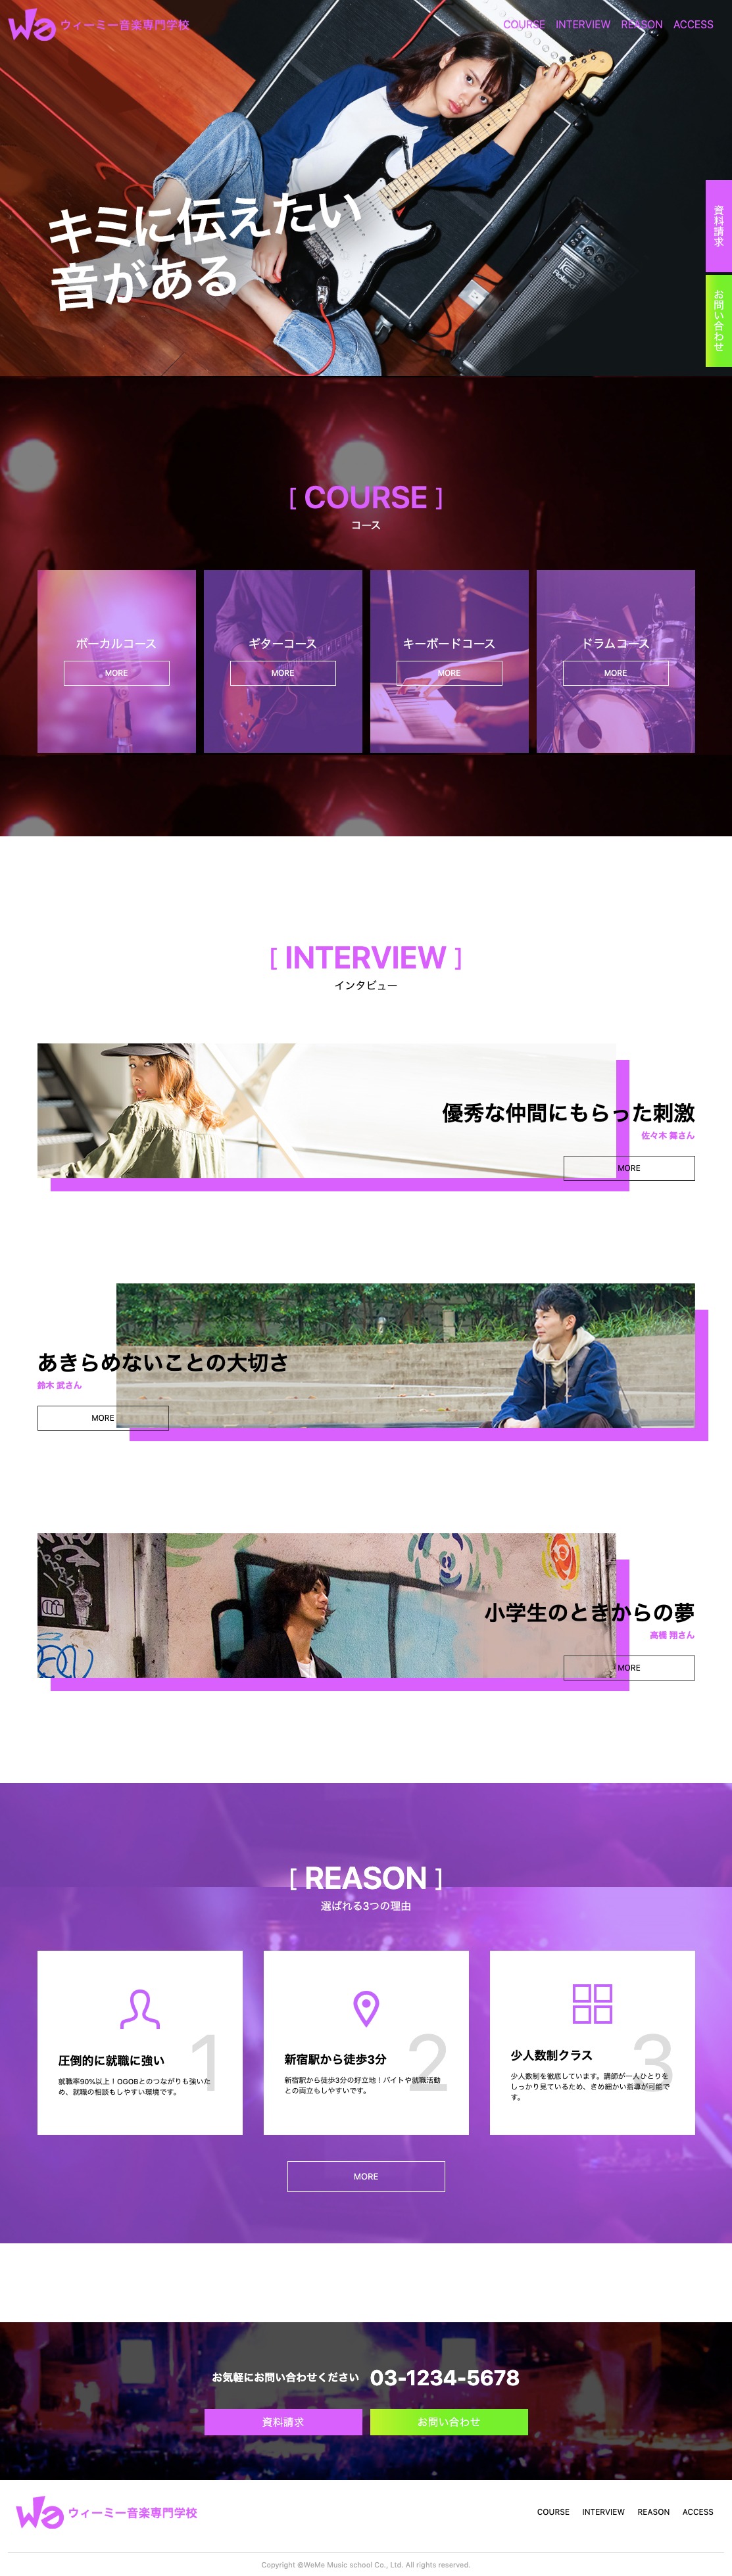 We ウィーミー音楽専門学校
COURSE INTERVIEW REASON ACCESS
キミに伝えたい
音がある
資料請求
お問い合わせ
Roland
[ COURSE ]
コース
ボーカルコース
MORE
ギターコース
MORE
キーボードコース
MORE
ドラムコース
MORE
[ INTERVIEW ]
インタビュー
優秀な仲間にもらった刺激
佐々木 舞さん
MORE
あきらめないことの大切さ
鈴木 武さん
MORE
小学生のときからの夢
高橋 翔さん
MORE
[ REASON ]
選ばれる3つの理由
1
圧倒的に就職に強い
就職率90%以上！OGOBとのつながりも強いた
め、就職の相談もしやすい環境です。
2
新宿駅から徒歩3分
新宿駅から徒歩3分の好立地！バイトや就職活動
との両立もしやすいです。
3
少人数制クラス
少人数制を徹底しています。講師が一人ひとりを
しっかり見ているため、きめ細かい指導が可能で
す。
MORE
お気軽にお問い合わせください 03-1234-5678
資料請求 お問い合わせ
We ウィーミー音楽専門学校
COURSE INTERVIEW REASON ACCESS
Copyright ©WeMe Music school Co., Ltd. All rights reserved.